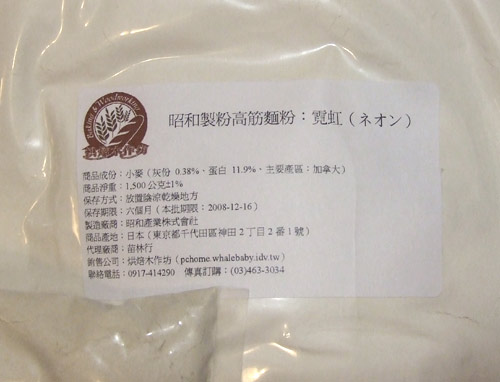 Baking & Woodworking
昭和製粉高筋麵粉：霓虹（ネオン）
商品成份：小麥（灰份 0.38%、蛋白 11.9%、主要產區：加拿大）
商品淨重：1,500 公克±1%
保存方式：放置陰涼乾燥地方
保存期限：六個月（本批期限：2008-12-16）
製造廠商：昭和產業株式會社
商品產地：日本（東京都千代田區神田２丁目２番１號）
代理廠商：苗林行
銷售公司：烘焙木作坊（pchome.whalebaby.idv.tw）
聯絡電話：0917-414290　傳真訂購：(03)463-3034